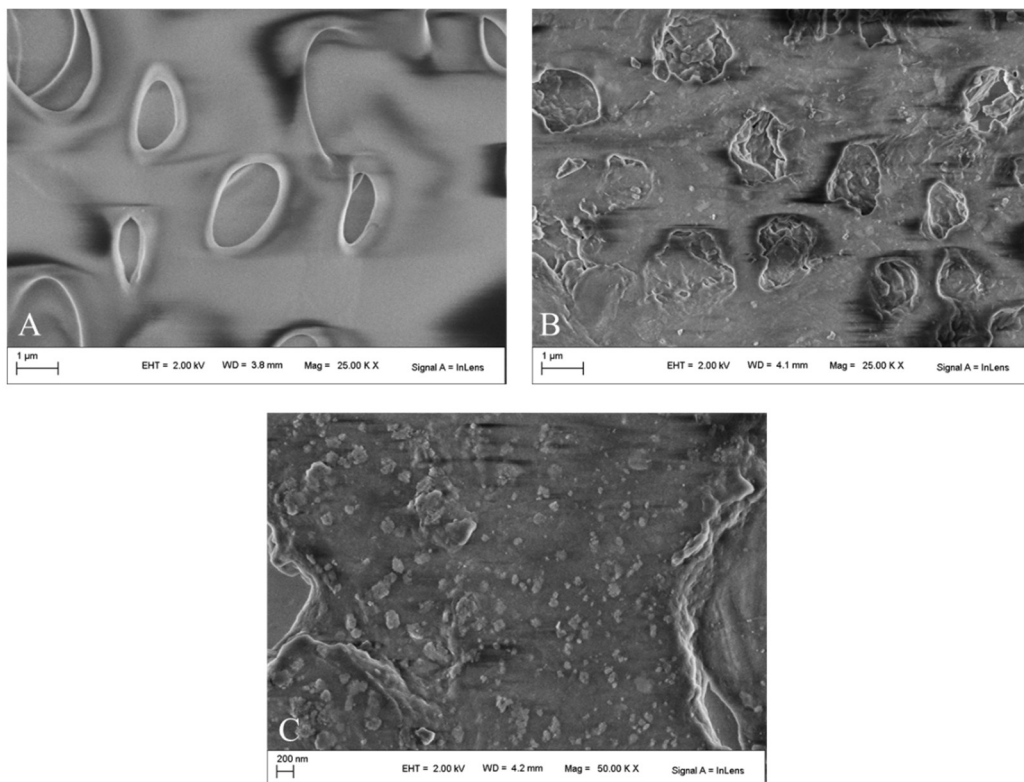 A
1 µm EHT = 2.00 kV WD = 3.8 mm Mag = 25.00 K X Signal A = InLens
B
1 µm EHT = 2.00 kV WD = 4.1 mm Mag = 25.00 K X Signal A = InLens
C
200 nm EHT = 2.00 kV WD = 4.2 mm Mag = 50.00 K X Signal A = InLens